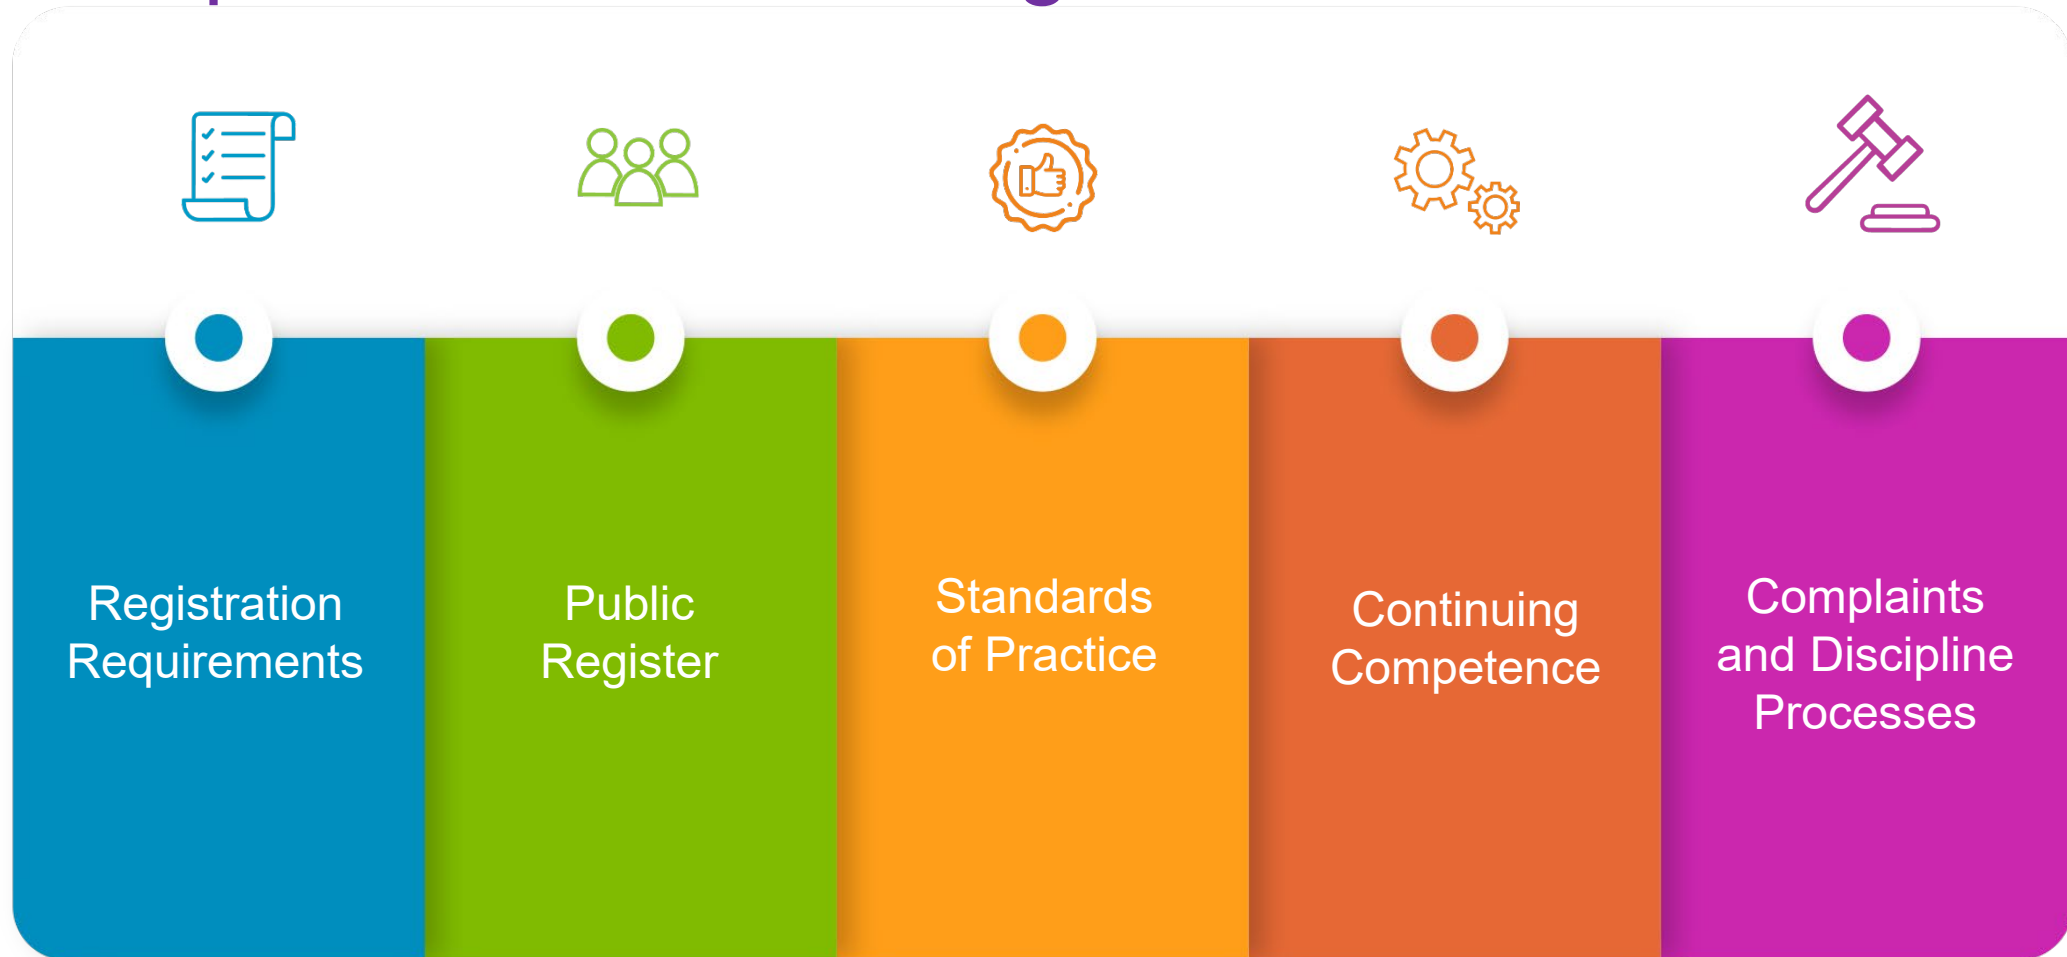 Registration
Requirements
Public
Register
Standards
of Practice
Continuing
Competence
Complaints
and Discipline
Processes